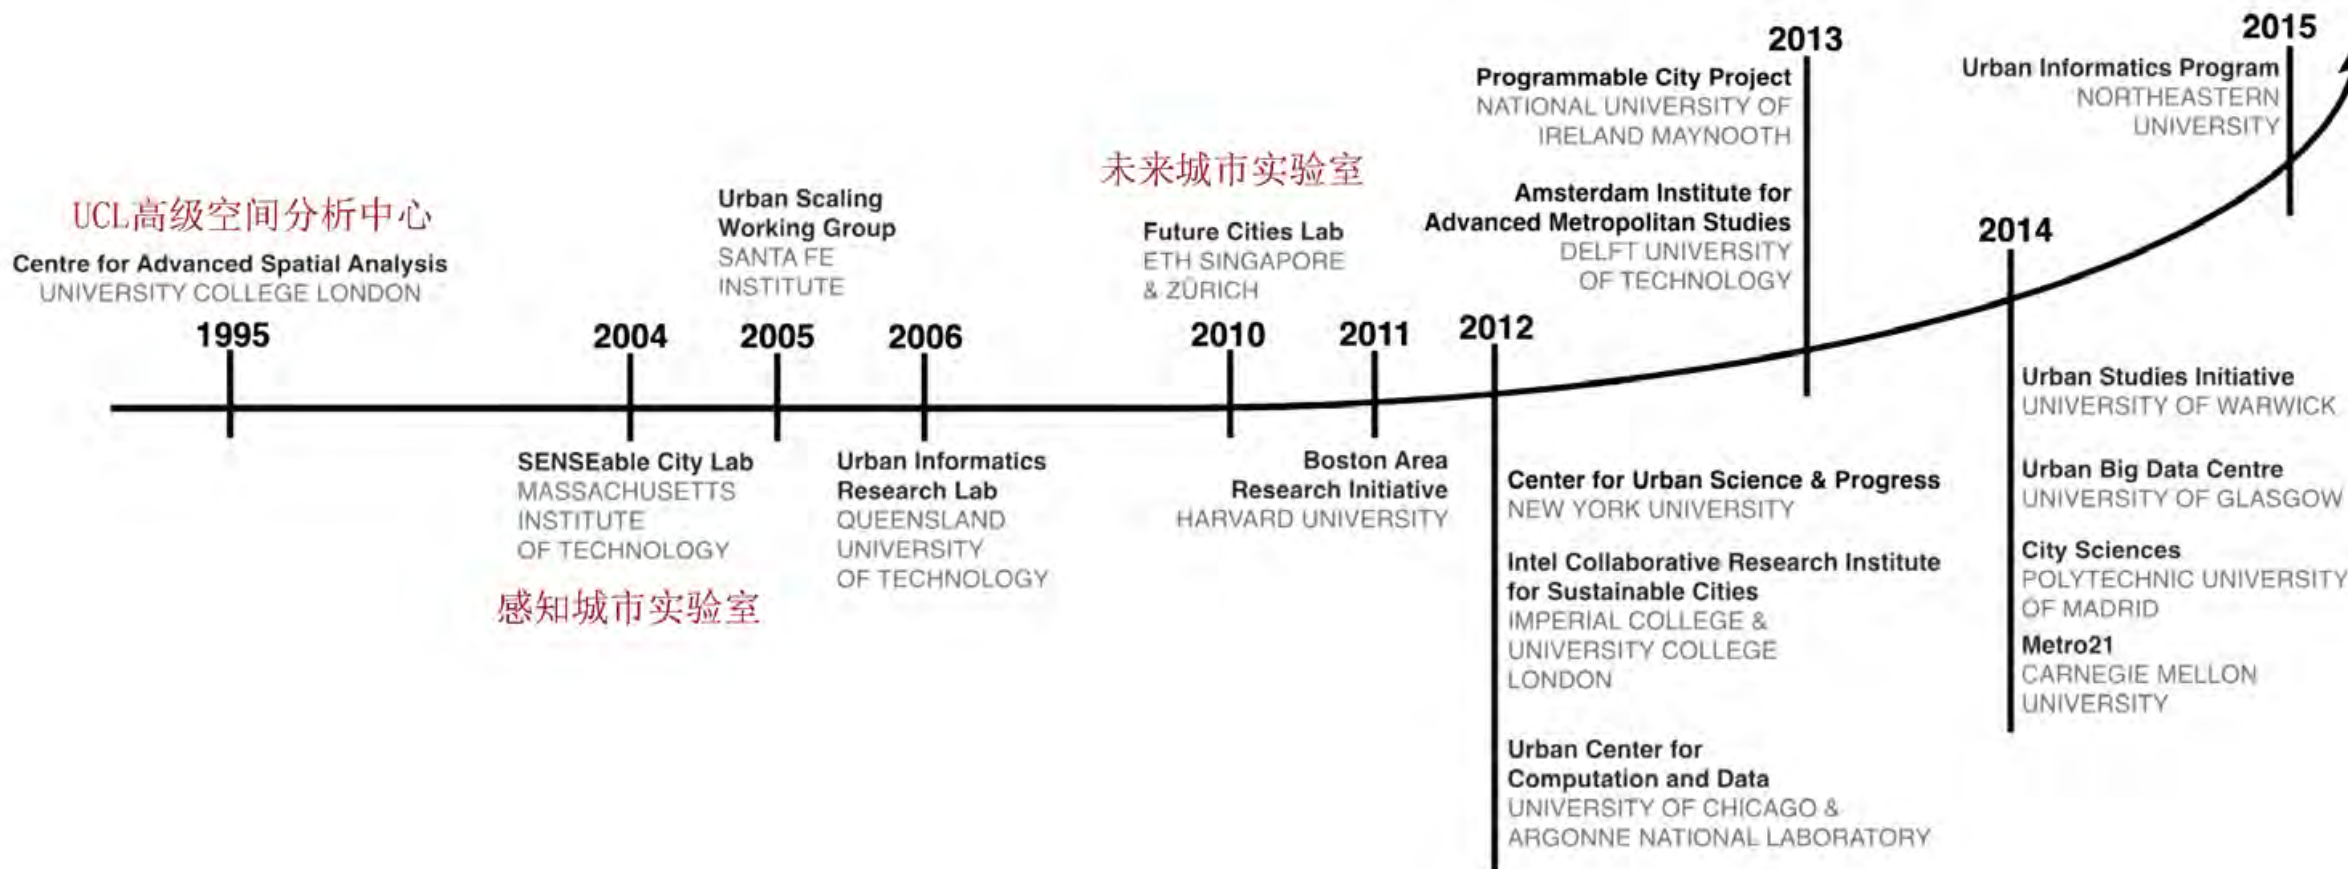 UCL高级空间分析中心
Centre for Advanced Spatial Analysis
UNIVERSITY COLLEGE LONDON
1995
2004
SENSEable City Lab
MASSACHUSETTS
INSTITUTE
OF TECHNOLOGY
感知城市实验室
Urban Scaling
Working Group
SANTA FE
INSTITUTE
2005
2006
Urban Informatics
Research Lab
QUEENSLAND
UNIVERSITY
OF TECHNOLOGY
未来城市实验室
Future Cities Lab
ETH SINGAPORE
& ZÜRICH
2010
2011
Boston Area
Research Initiative
HARVARD UNIVERSITY
2012
Center for Urban Science & Progress
NEW YORK UNIVERSITY
Intel Collaborative Research Institute
for Sustainable Cities
IMPERIAL COLLEGE &
UNIVERSITY COLLEGE
LONDON
Urban Center for
Computation and Data
UNIVERSITY OF CHICAGO &
ARGONNE NATIONAL LABORATORY
2013
Programmable City Project
NATIONAL UNIVERSITY OF
IRELAND MAYNOOTH
Amsterdam Institute for
Advanced Metropolitan Studies
DELFT UNIVERSITY
OF TECHNOLOGY
2014
Urban Studies Initiative
UNIVERSITY OF WARWICK
Urban Big Data Centre
UNIVERSITY OF GLASGOW
City Sciences
POLYTECHNIC UNIVERSITY
OF MADRID
Metro21
CARNEGIE MELLON
UNIVERSITY
2015
Urban Informatics Program
NORTHEASTERN
UNIVERSITY